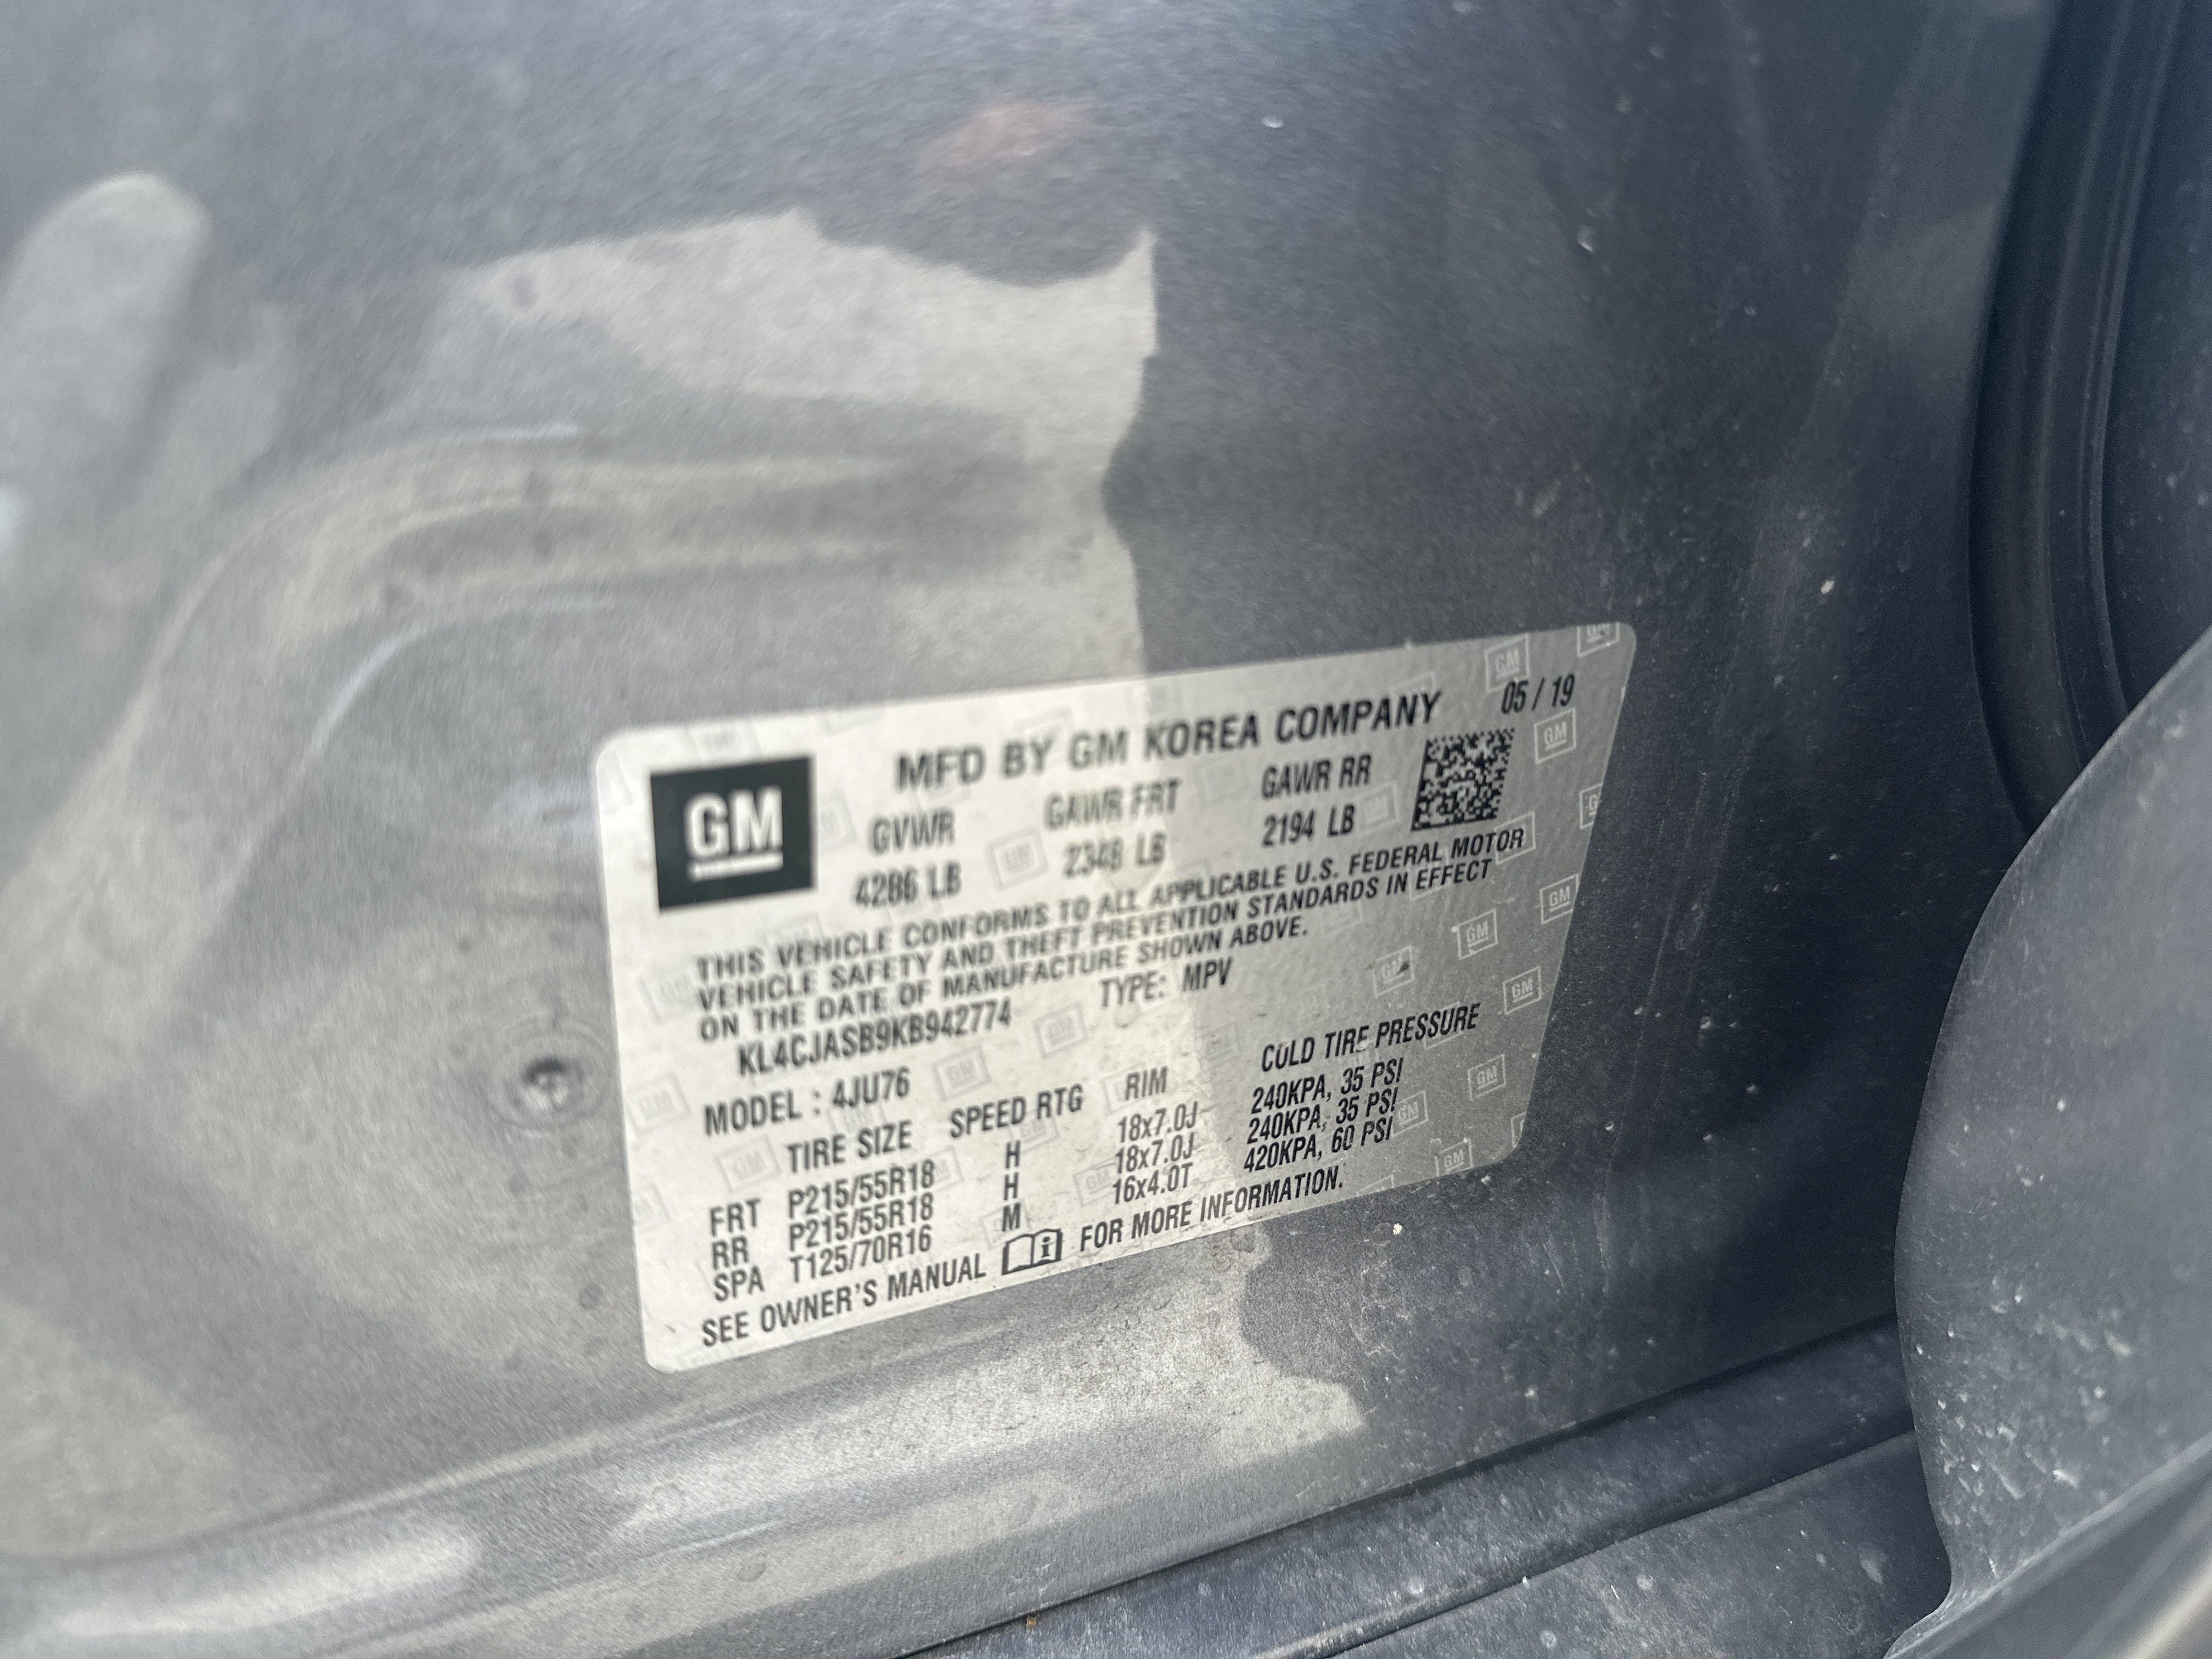 MFD BY GM KOREA COMPANY 05 / 19
GM
GVWR GAWR FRT GAWR RR
4286 LB 2348 LB 2194 LB
THIS VEHICLE CONFORMS TO ALL APPLICABLE U.S. FEDERAL MOTOR
VEHICLE SAFETY AND THEFT PREVENTION STANDARDS IN EFFECT
ON THE DATE OF MANUFACTURE SHOWN ABOVE.
KL4CJASB9KB942774 TYPE: MPV
MODEL : 4JU76
TIRE SIZE SPEED RTG RIM COLD TIRE PRESSURE
FRT P215/55R18 H 18x7.0J 240KPA, 35 PSI
RR P215/55R18 H 18x7.0J 240KPA, 35 PSI
SPA T125/70R16 M 16x4.0T 420KPA, 60 PSI
SEE OWNER'S MANUAL FOR MORE INFORMATION.